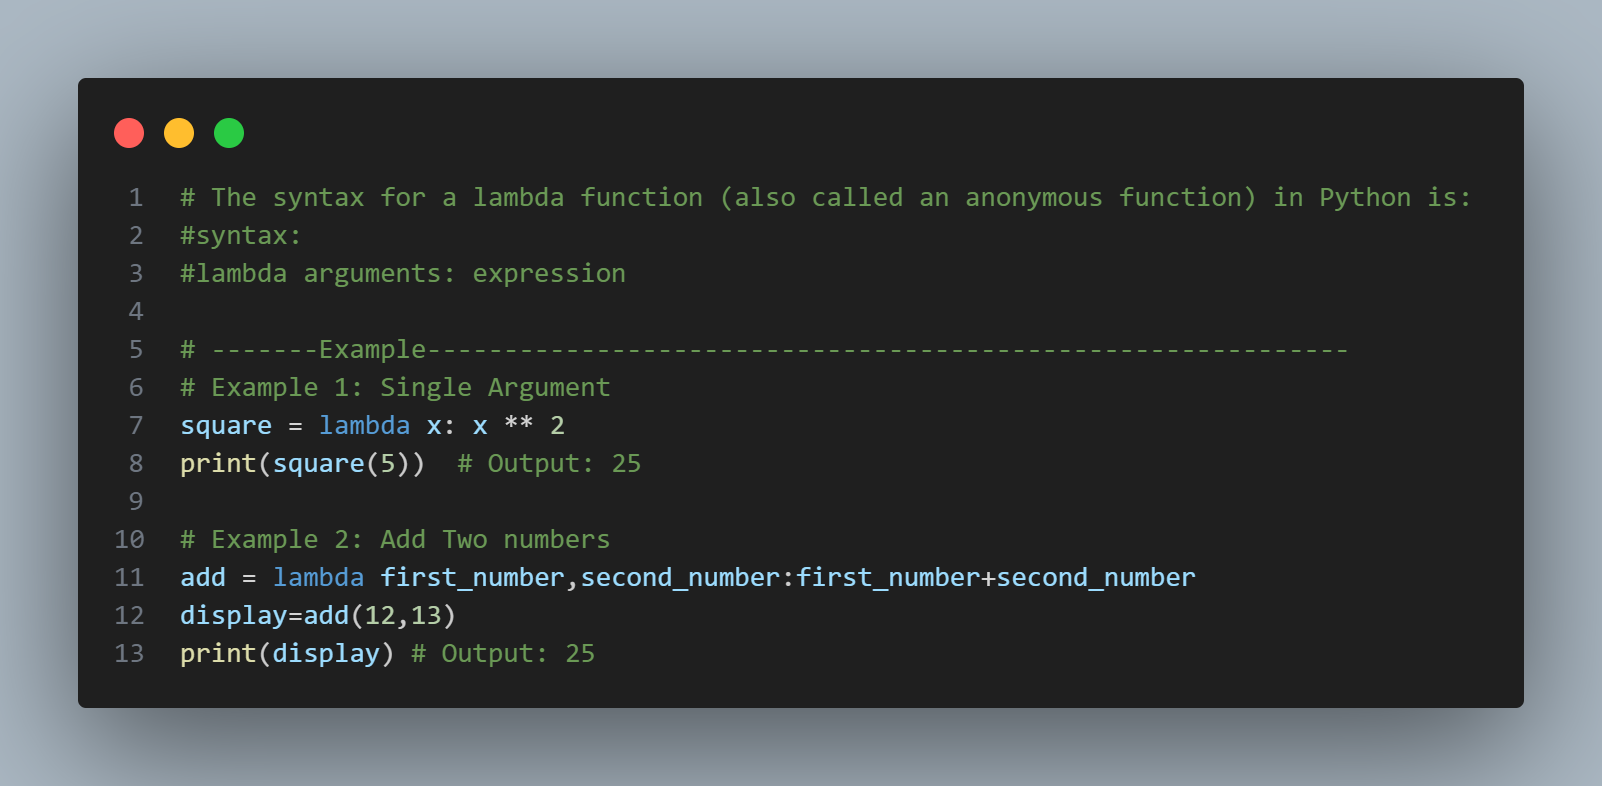 1 # The syntax for a lambda function (also called an anonymous function) in Python is:
2 #syntax:
3 #lambda arguments: expression
4
5 # -------Example------------------------------------------------------------
6 # Example 1: Single Argument
7 square = lambda x: x ** 2
8 print(square(5))  # Output: 25
9
10 # Example 2: Add Two numbers
11 add = lambda first_number,second_number:first_number+second_number
12 display=add(12,13)
13 print(display) # Output: 25